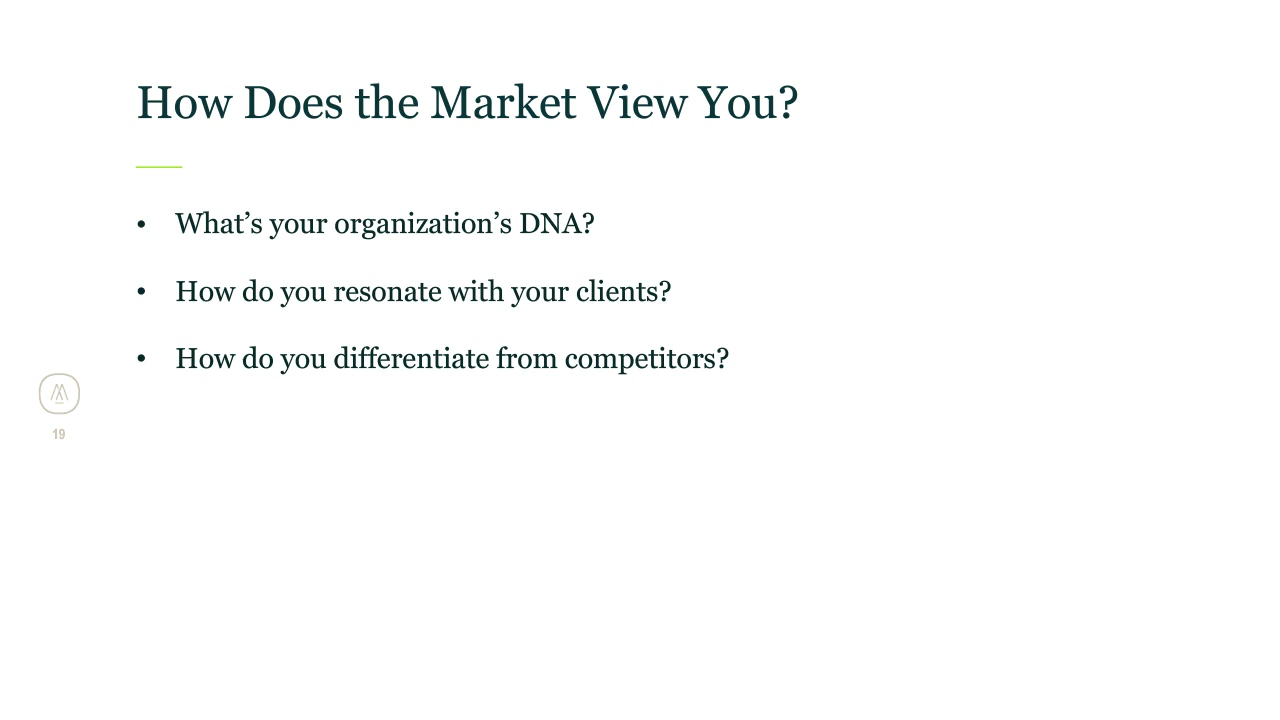 How Does the Market View You?
• What’s your organization’s DNA?
• How do you resonate with your clients?
• How do you differentiate from competitors?
19